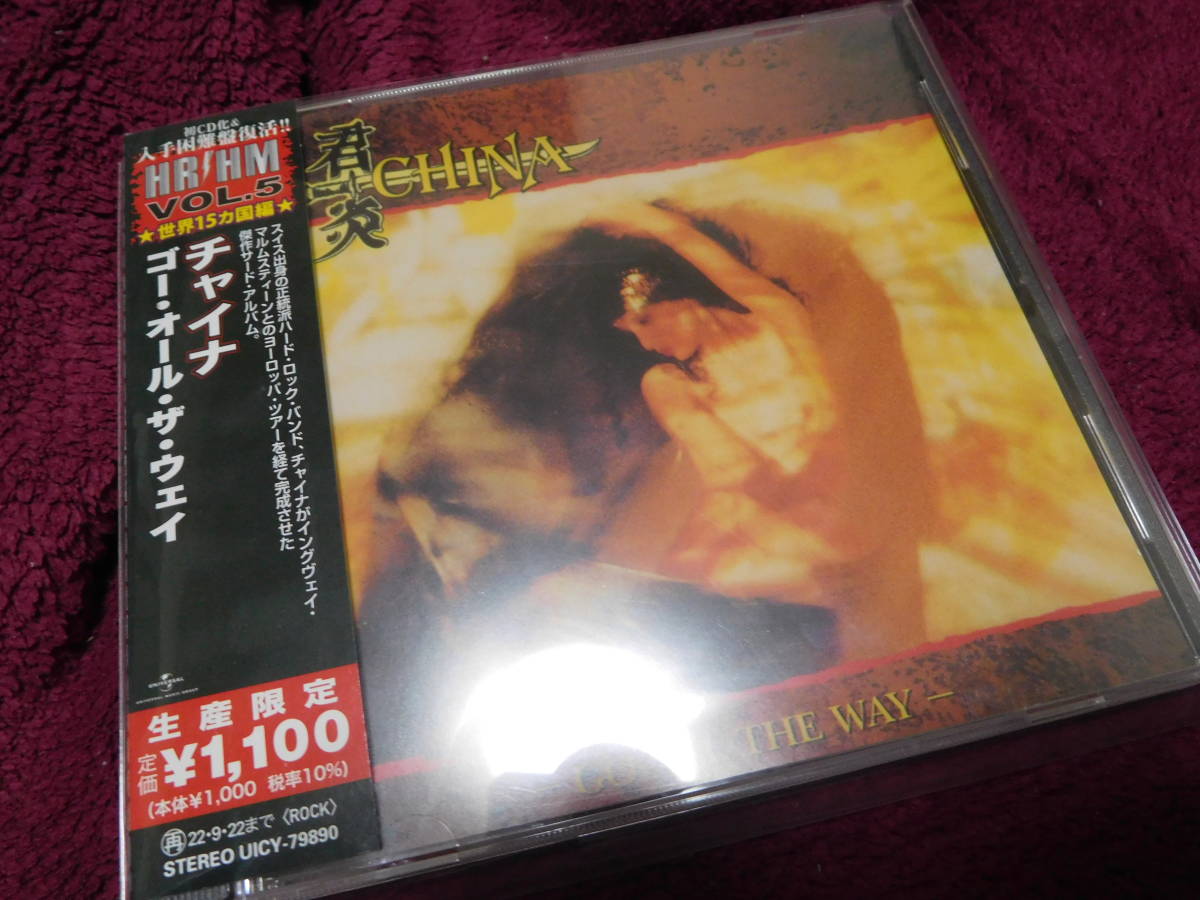 初CD化&
入手困難盤復活!!
HR/HM
VOL.5
★世界15カ国編★
チャイナ
ゴー・オール・ザ・ウェイ
スイス出身の正統派ハード・ロック・バンド、チャイナがイングヴェイ・
マルムスティーンとのヨーロッパ・ツアーを経て完成させた
傑作サード・アルバム。
UNIVERSAL
UNIVERSAL MUSIC GROUP
生産限定
定価 ¥1,100
(本体¥1,000 税率10%)
再 22・9・22まで〈ROCK〉
STEREO UICY-79890
君
炎
CHINA
THE WAY –